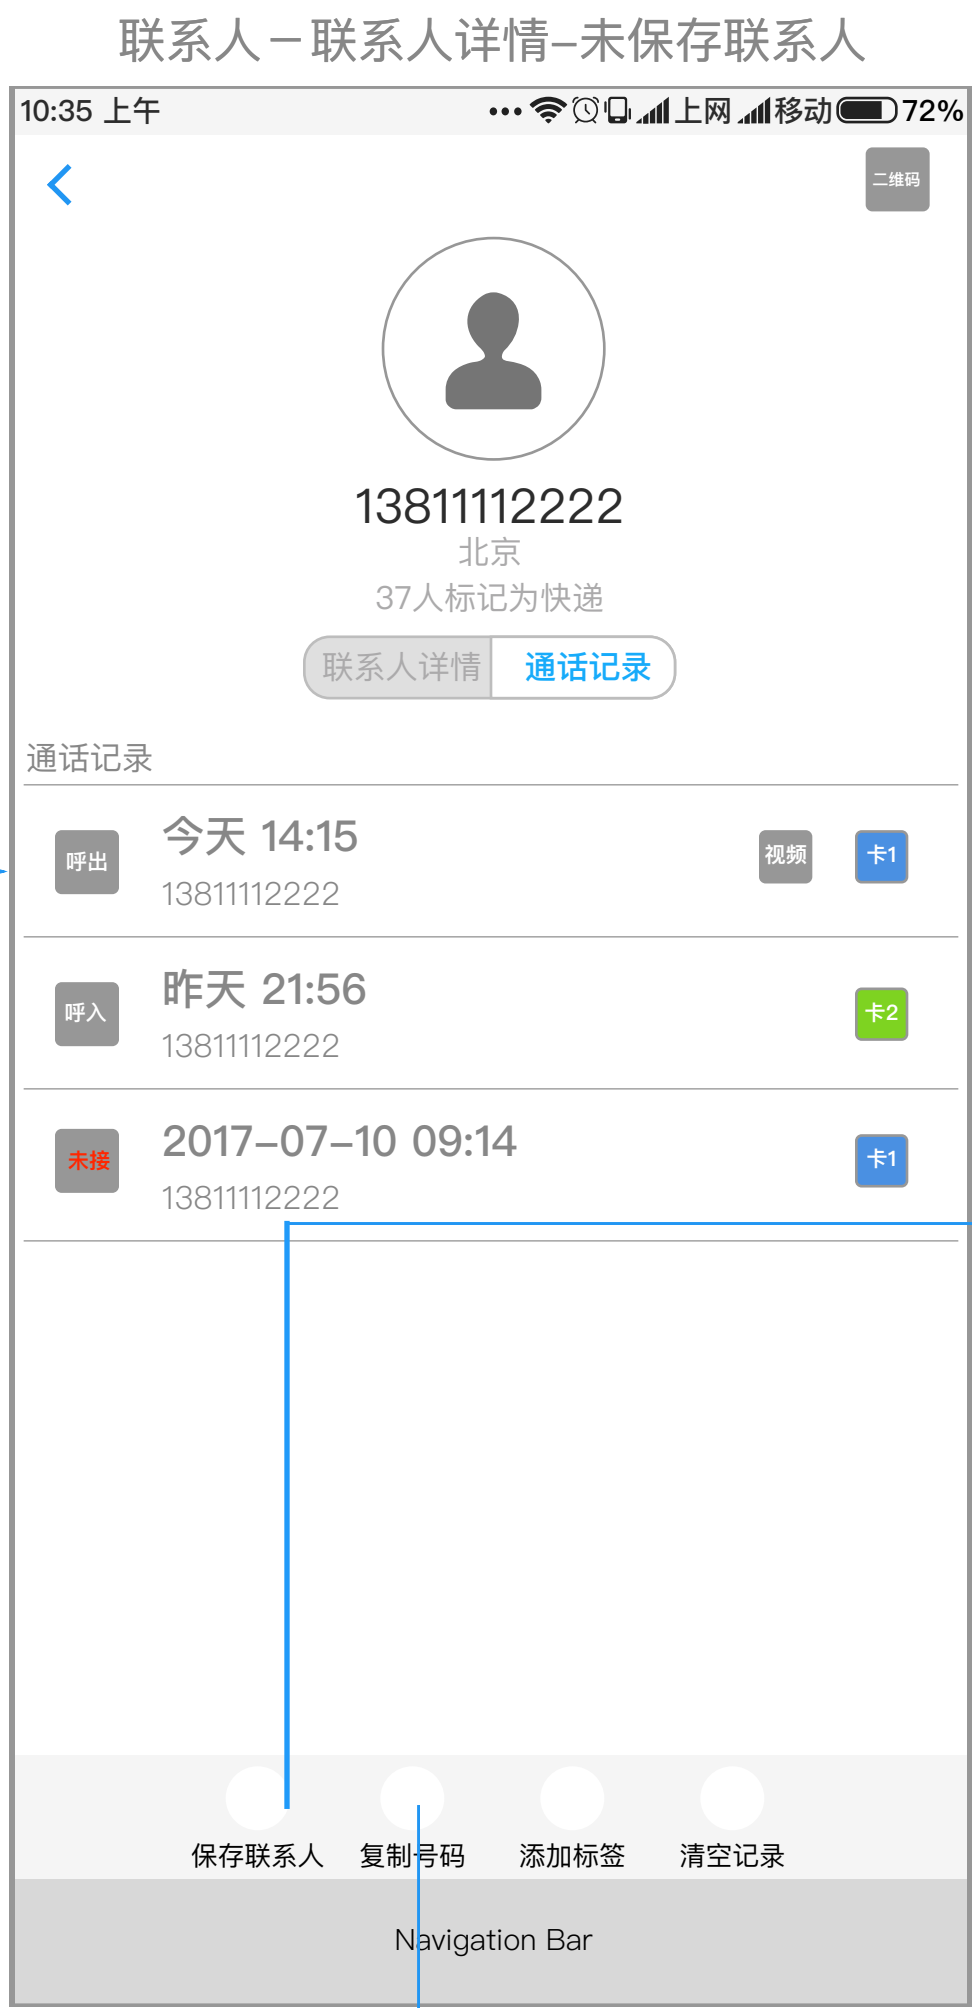 联系人－联系人详情–未保存联系人
10:35 上午 上网 移动 72%
二维码
13811112222
北京
37人标记为快递
联系人详情 通话记录
通话记录
呼出 今天 14:15 视频 卡1
13811112222
呼入 昨天 21:56 卡2
13811112222
未接 2017–07–10 09:14 卡1
13811112222
保存联系人 复制号码 添加标签 清空记录
Navigation Bar